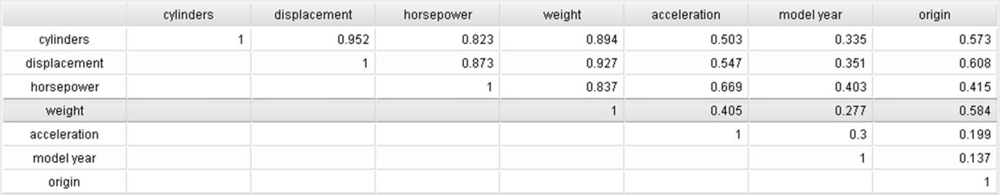 cylinders displacement horsepower weight acceleration model year origin
cylinders 1 0.952 0.823 0.894 0.503 0.335 0.573
displacement 1 0.873 0.927 0.547 0.351 0.608
horsepower 1 0.837 0.669 0.403 0.415
weight 1 0.405 0.277 0.584
acceleration 1 0.3 0.199
model year 1 0.137
origin 1